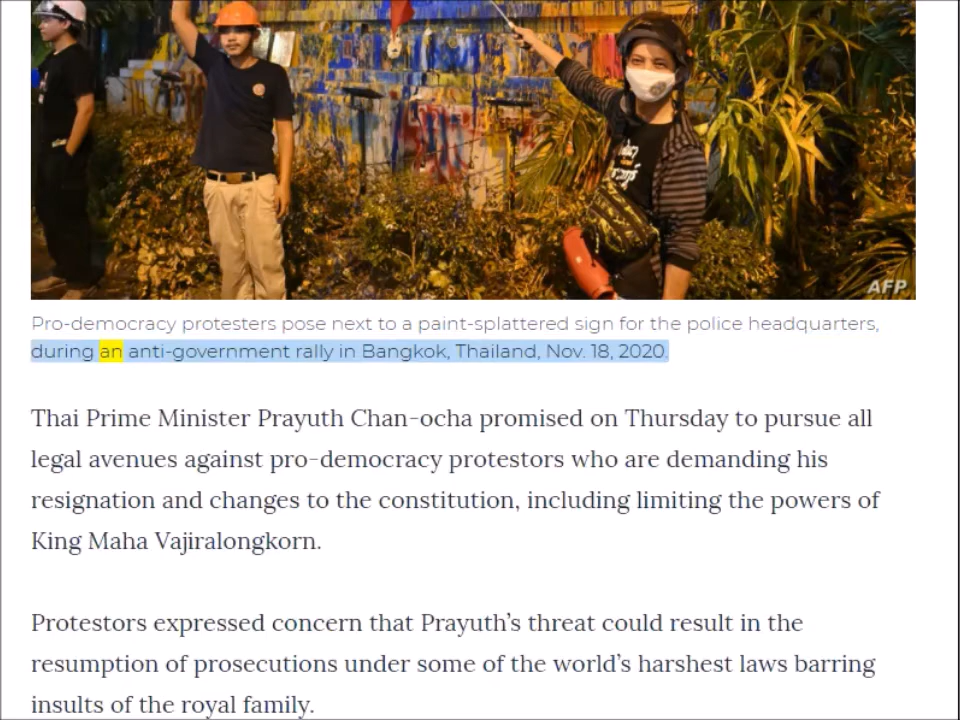 AFP
Pro-democracy protesters pose next to a paint-splattered sign for the police headquarters,
during an anti-government rally in Bangkok, Thailand, Nov. 18, 2020.
Thai Prime Minister Prayuth Chan-ocha promised on Thursday to pursue all
legal avenues against pro-democracy protestors who are demanding his
resignation and changes to the constitution, including limiting the powers of
King Maha Vajiralongkorn.
Protestors expressed concern that Prayuth’s threat could result in the
resumption of prosecutions under some of the world’s harshest laws barring
insults of the royal family.